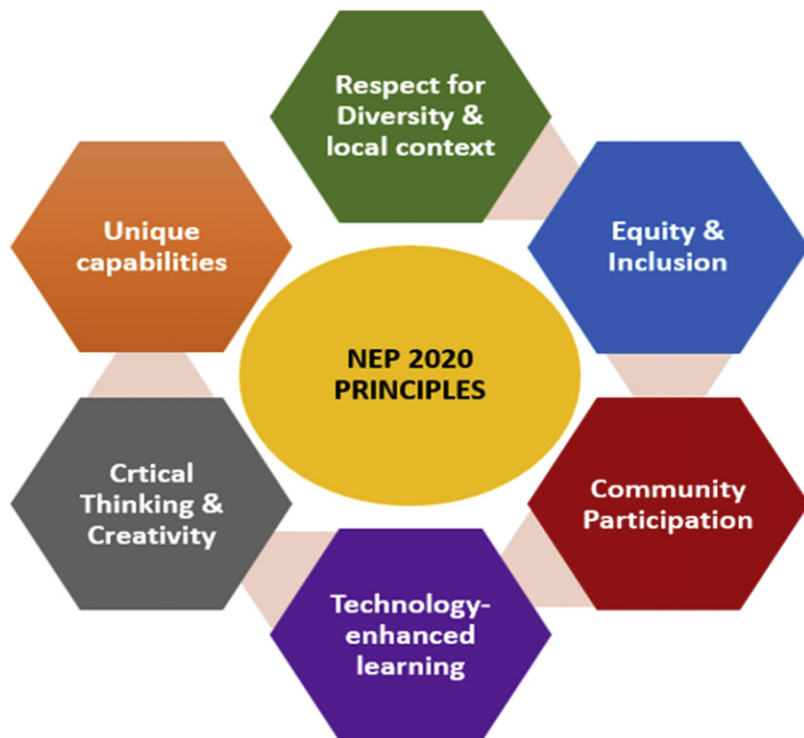 Respect for
Diversity &
local context
Equity &
Inclusion
Community
Participation
Technology-
enhanced
learning
Crtical
Thinking &
Creativity
Unique
capabilities
NEP 2020
PRINCIPLES